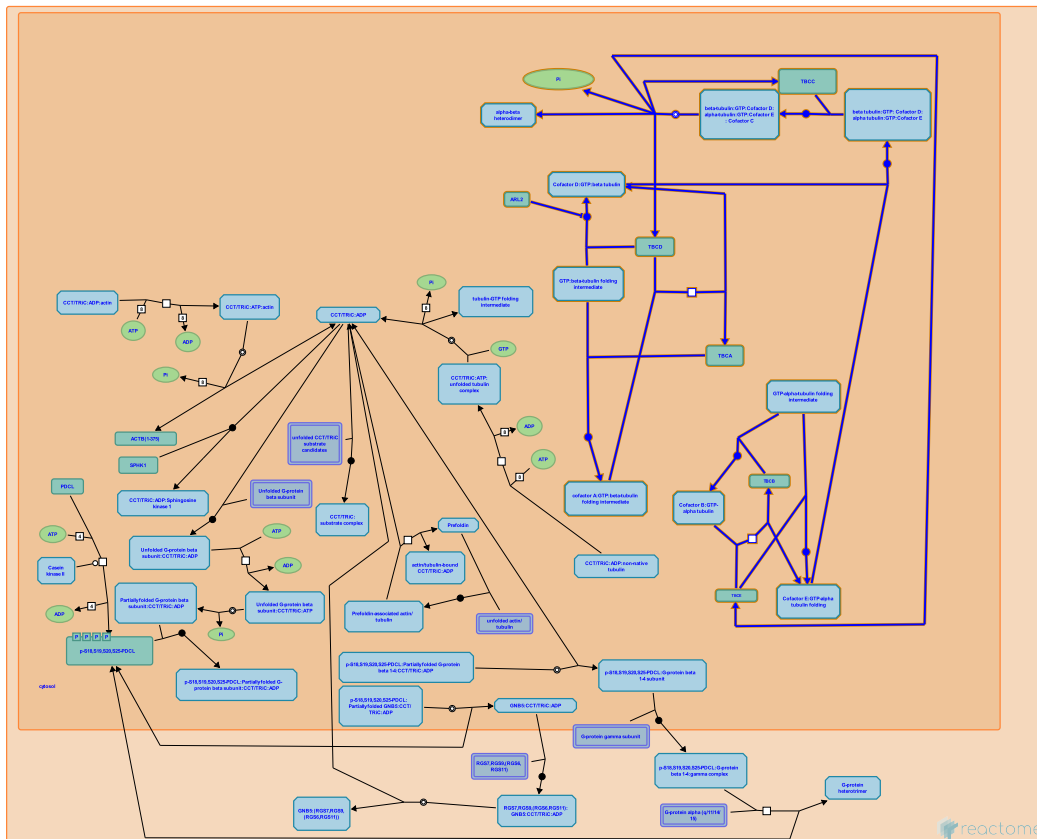 Pi
TBCC
alpha-beta
heterodimer
beta-tubulin:GTP:Cofactor D:
alpha-tubulin:GTP:Cofactor E
: Cofactor C
beta tubulin:GTP: Cofactor D:
alpha tubulin:GTP:Cofactor E
Cofactor D:GTP:beta tubulin
ARL2
TBCD
GTP:beta-tubulin folding
intermediate
TBCA
cofactor A:GTP:beta-tubulin
folding intermediate
GTP:alpha-tubulin folding
intermediate
TBCB
Cofactor B:GTP-
alpha tubulin
TBCE
Cofactor E:GTP-alpha
tubulin folding
CCT/TRiC:ADP:actin
8
ATP
8
ADP
CCT/TRiC:ATP:actin
CCT/TRiC:ADP
Pi
8
tubulin-GTP folding
intermediate
GTP
CCT/TRiC:ATP:
unfolded tubulin
complex
Pi
8
ADP
8
ATP
8
CCT/TRiC: ADP:non-native
tubulin
ACTB(1-375)
SPHK1
unfolded CCT/TRiC
substrate
candidates
PDCL
CCT/TRiC: ADP:Sphingosine
kinase 1
Unfolded G-protein
beta subunit
CCT/TRiC:
substrate complex
Prefoldin
ATP
4
Casein
kinase II
Unfolded G-protein beta
subunit:CCT/TRiC:ADP
ATP
ADP
actin/tubulin-bound
CCT/TRiC:ADP
Partially folded G-protein
beta subunit:CCT/TRiC:ADP
Unfolded G-protein beta
subunit:CCT/TRiC:ATP
Prefoldin-associated actin/
tubulin
unfolded actin/
tubulin
ADP
4
Pi
P P P P
p-S18,S19,S20,S25-PDCL
p-S18,S19,S20,S25-PDCL:Partially folded G-
protein beta subunit:CCT/TRiC:ADP
cytosol
p-S18,S19,S20,S25-PDCL:Partially folded G-protein
beta 1-4:CCT/TRiC:ADP
p-S18,S19,S20,S25-PDCL:G-protein beta
1-4 subunit
p-S18,S19,S20,S25-PDCL:
Partially folded GNB5:CCT/
TRiC:ADP
GNB5:CCT/TRiC:ADP
G-protein gamma subunit
RGS7,RGS9,(RGS6,
RGS11)
p-S18,S19,S20,S25-PDCL:G-protein
beta 1-4:gamma complex
G-protein
heterotrimer
GNB5:(RGS7,RGS9,
(RGS6,RGS11))
RGS7,RGS9,(RGS6,RGS11):
GNB5:CCT/TRiC:ADP
G-protein alpha (q/11/14/
15)
reactome